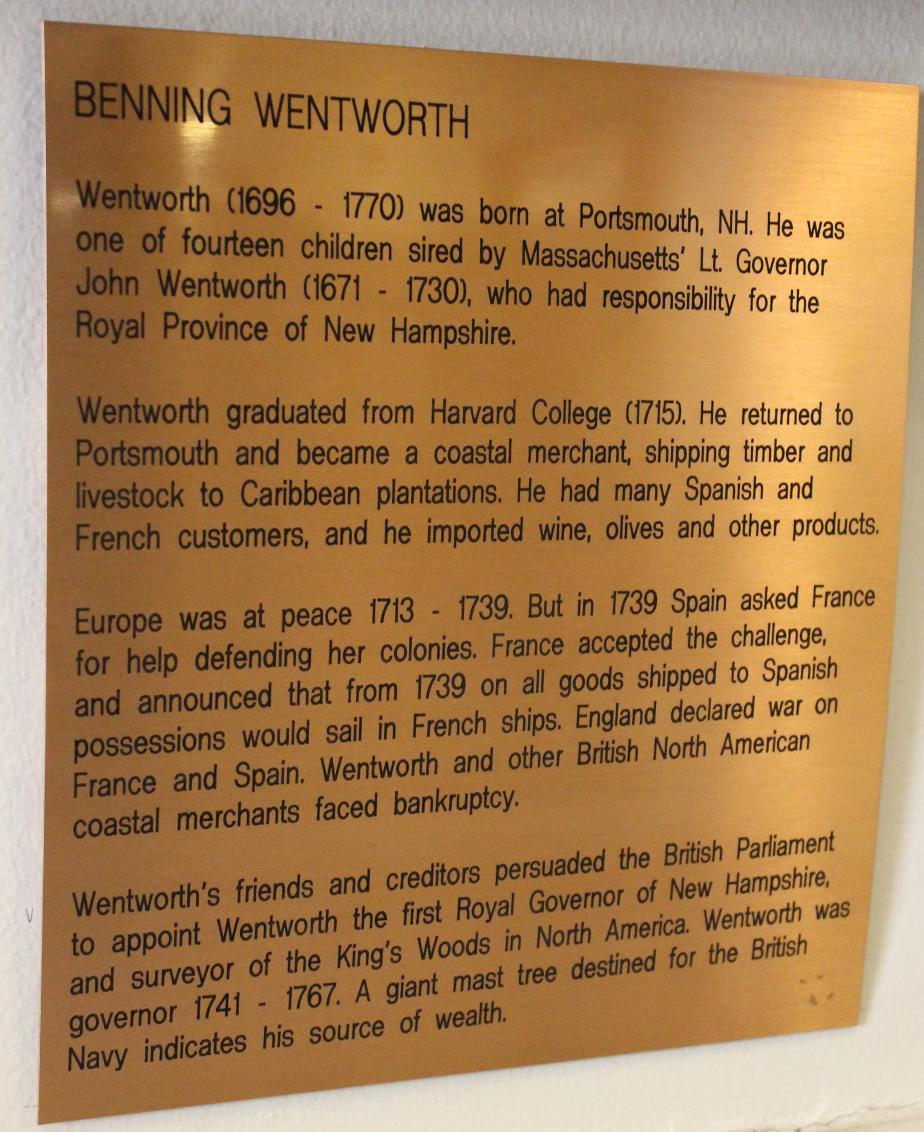 BENNING WENTWORTH
Wentworth (1696 - 1770) was born at Portsmouth, NH. He was
one of fourteen children sired by Massachusetts' Lt. Governor
John Wentworth (1671 - 1730), who had responsibility for the
Royal Province of New Hampshire.
Wentworth graduated from Harvard College (1715). He returned to
Portsmouth and became a coastal merchant, shipping timber and
livestock to Caribbean plantations. He had many Spanish and
French customers, and he imported wine, olives and other products.
Europe was at peace 1713 - 1739. But in 1739 Spain asked France
for help defending her colonies. France accepted the challenge,
and announced that from 1739 on all goods shipped to Spanish
possessions would sail in French ships. England declared war on
France and Spain. Wentworth and other British North American
coastal merchants faced bankruptcy.
Wentworth's friends and creditors persuaded the British Parliament
to appoint Wentworth the first Royal Governor of New Hampshire,
and surveyor of the King's Woods in North America. Wentworth was
governor 1741 - 1767. A giant mast tree destined for the British
Navy indicates his source of wealth.